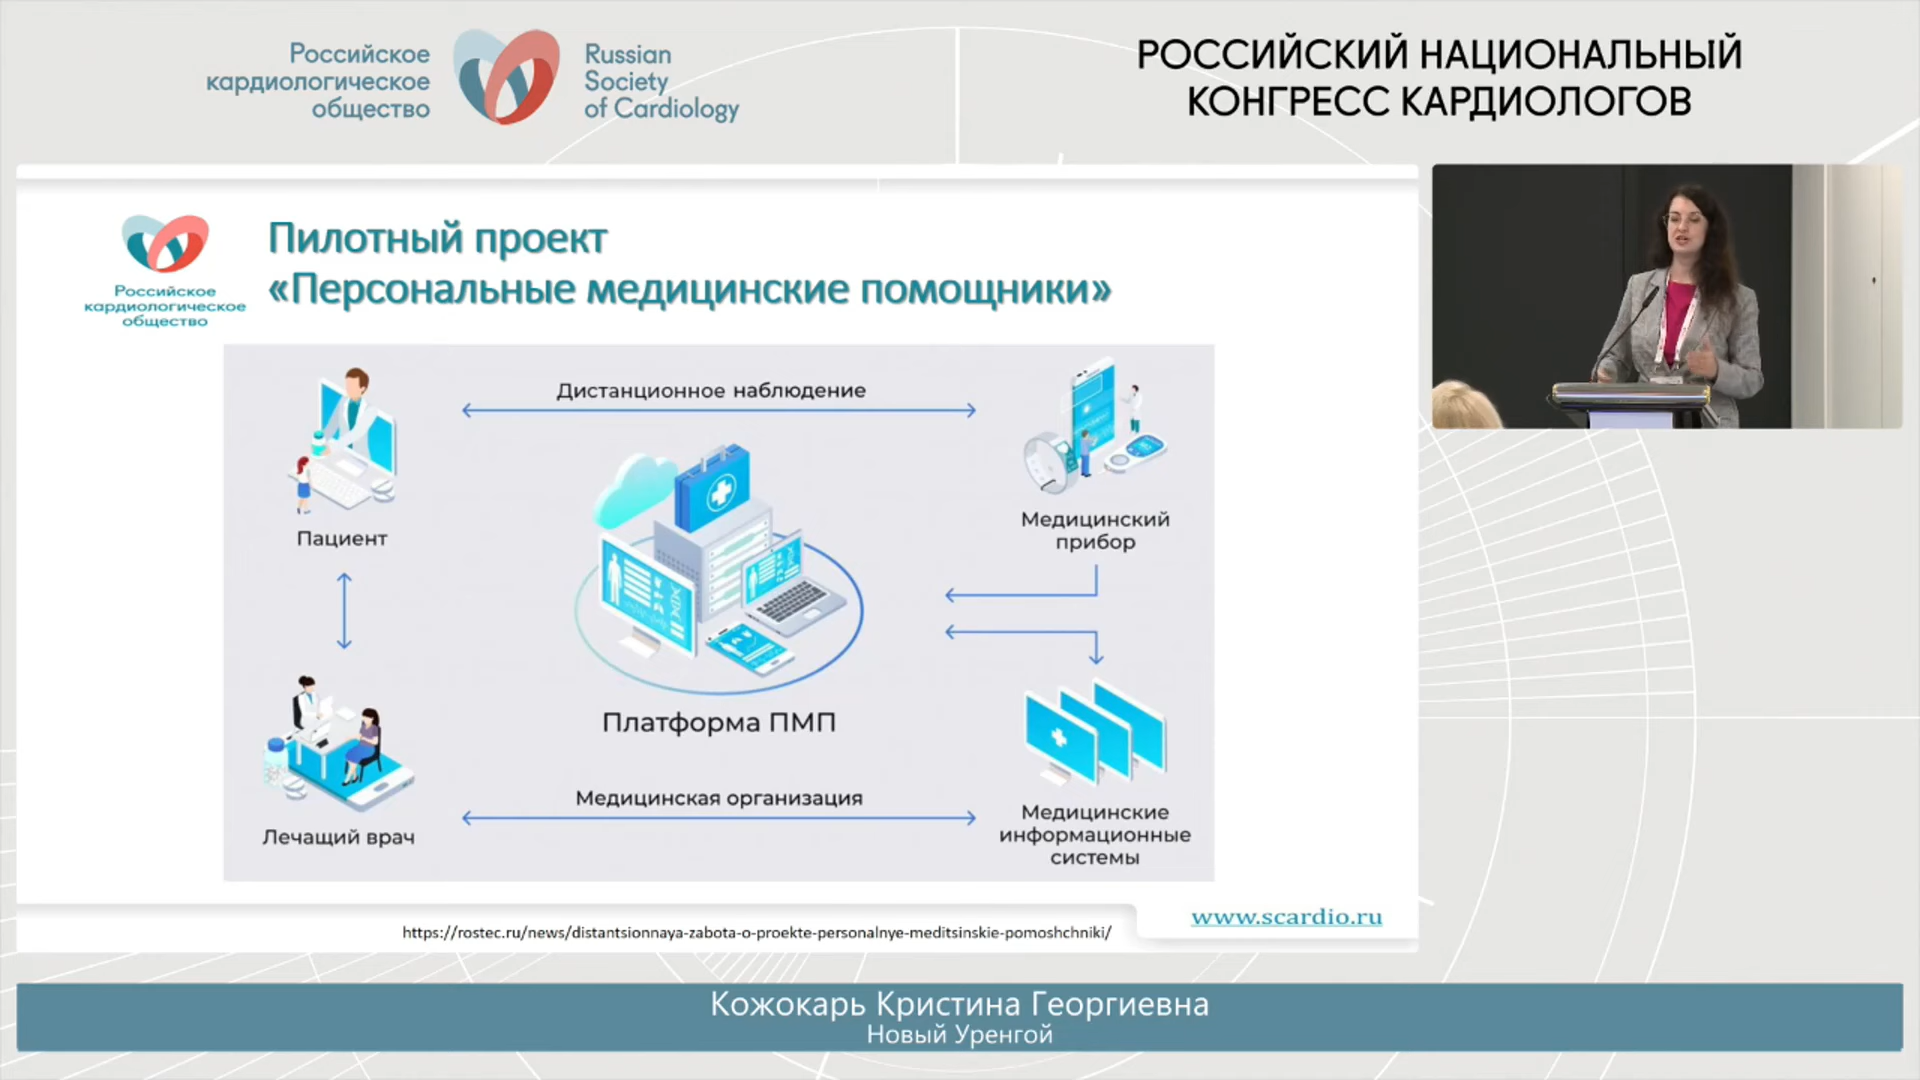 Российское
кардиологическое
общество
Russian
Society
of Cardiology
РОССИЙСКИЙ НАЦИОНАЛЬНЫЙ
КОНГРЕСС КАРДИОЛОГОВ
Российское
кардиологическое
общество
Пилотный проект
«Персональные медицинские помощники»
Дистанционное наблюдение
Пациент
Медицинский
прибор
Платформа ПМП
Медицинская организация
Лечащий врач
Медицинские
информационные
системы
www.scardio.ru
https://rostec.ru/news/distantsionnaya-zabota-o-proekte-personalnye-meditsinskie-pomoshchniki/
Кожокарь Кристина Георгиевна
Новый Уренгой